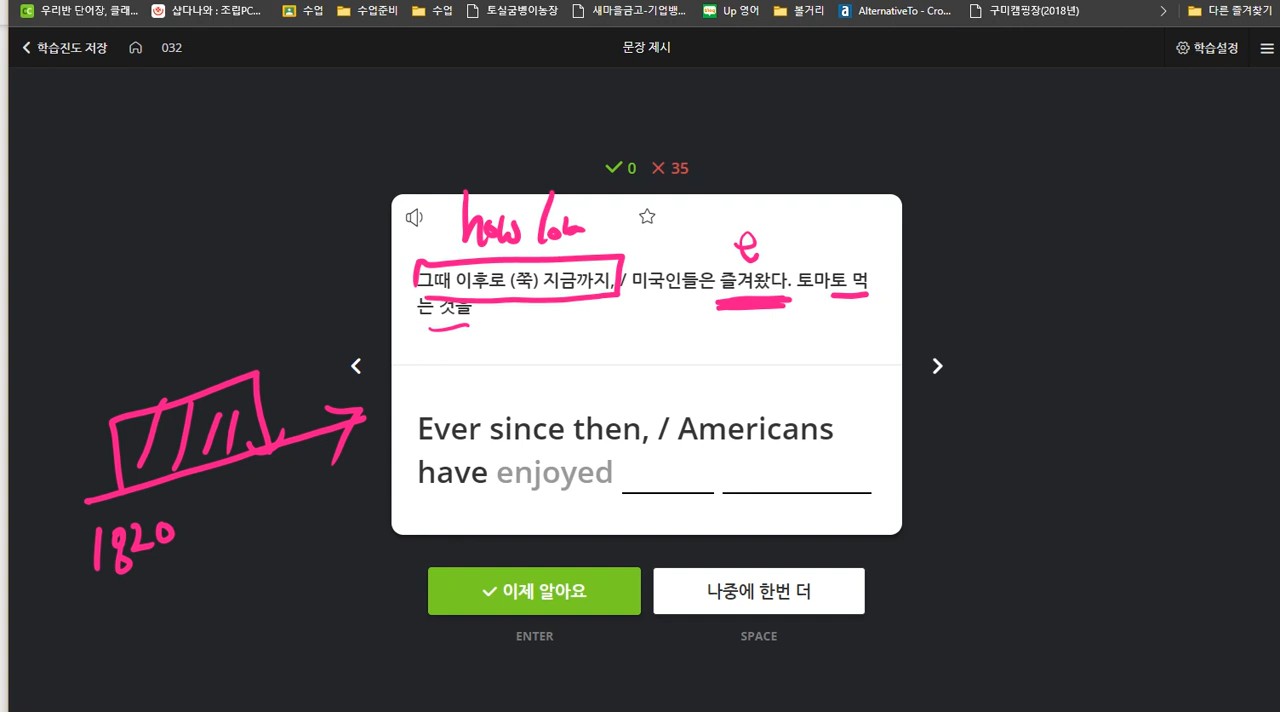 우리반 단어장, 클래... 샵다나와 : 조립PC... 수업 수업준비 수업 토실굼벵이농장 새마을금고-기업뱅... Up 영어 볼거리 AlternativeTo - Cro... 구미캠핑장(2018년) 다른 즐겨찾기
학습진도 저장 032 문장 제시 학습설정
0 35
how lon
e
그때 이후로 (쭉) 지금까지, / 미국인들은 즐겨왔다. 토마토 먹
는 것을
Ever since then, / Americans
have enjoyed
1820
이제 알아요 나중에 한번 더
ENTER SPACE